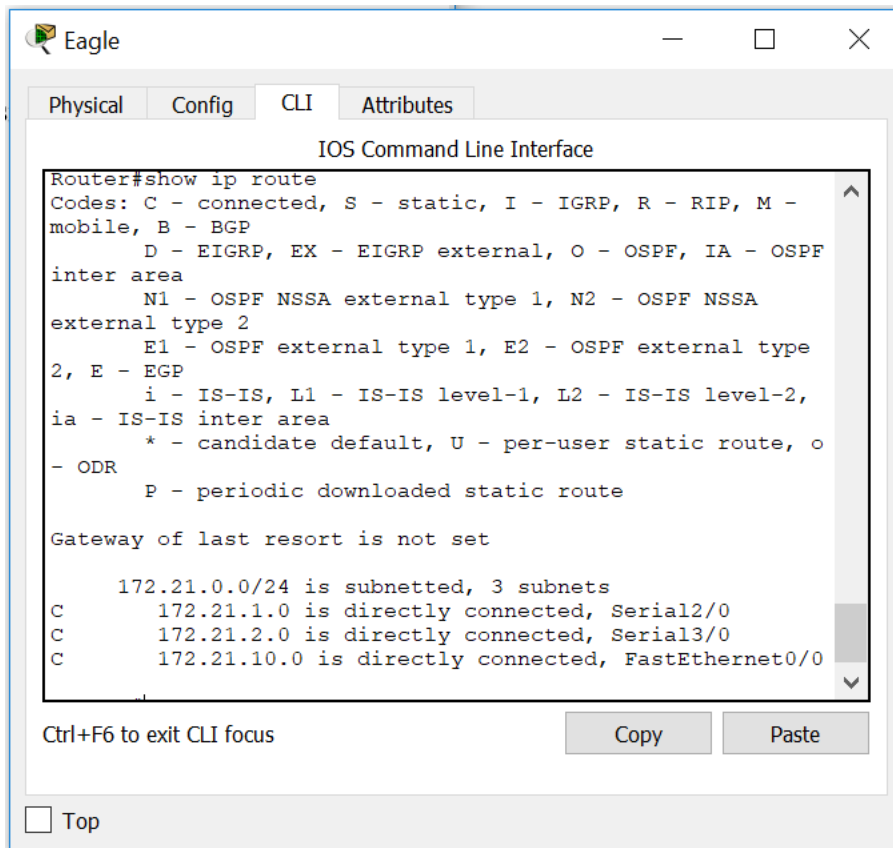 Eagle
Physical Config CLI Attributes
IOS Command Line Interface
Router#show ip route
Codes: C - connected, S - static, I - IGRP, R - RIP, M -
mobile, B - BGP
       D - EIGRP, EX - EIGRP external, O - OSPF, IA - OSPF
inter area
       N1 - OSPF NSSA external type 1, N2 - OSPF NSSA
external type 2
       E1 - OSPF external type 1, E2 - OSPF external type
2, E - EGP
       i - IS-IS, L1 - IS-IS level-1, L2 - IS-IS level-2,
ia - IS-IS inter area
       * - candidate default, U - per-user static route, o
- ODR
       P - periodic downloaded static route
Gateway of last resort is not set
     172.21.0.0/24 is subnetted, 3 subnets
C       172.21.1.0 is directly connected, Serial2/0
C       172.21.2.0 is directly connected, Serial3/0
C       172.21.10.0 is directly connected, FastEthernet0/0
Ctrl+F6 to exit CLI focus Copy Paste
Top